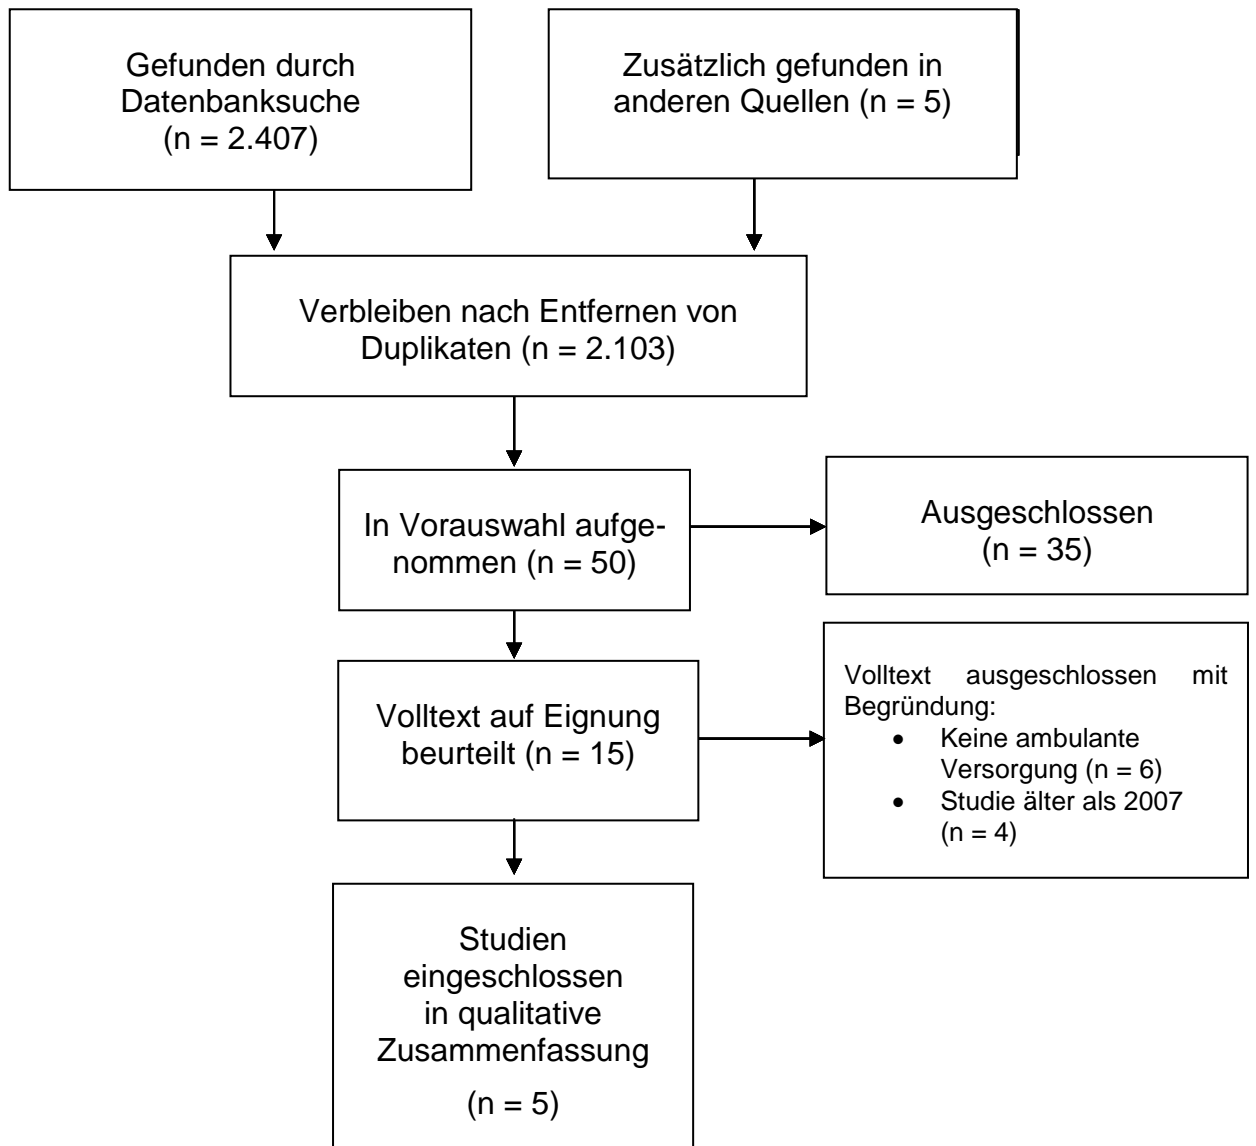 Gefunden durch
Datenbanksuche
(n = 2.407)
Zusätzlich gefunden in
anderen Quellen (n = 5)
Verbleiben nach Entfernen von
Duplikaten (n = 2.103)
In Vorauswahl aufge-
nommen (n = 50)
Ausgeschlossen
(n = 35)
Volltext auf Eignung
beurteilt (n = 15)
Volltext ausgeschlossen mit
Begründung:
• Keine ambulante
Versorgung (n = 6)
• Studie älter als 2007
(n = 4)
Studien
eingeschlossen
in qualitative
Zusammenfassung
(n = 5)